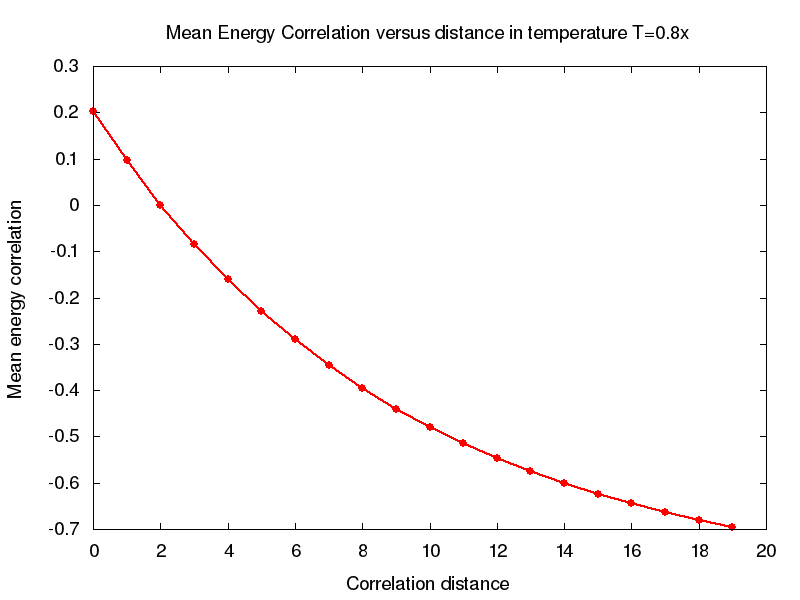 Mean Energy Correlation versus distance in temperature T=0.8x
0.3
0.2
0.1
0
-0.1
-0.2
-0.3
-0.4
-0.5
-0.6
-0.7
Mean energy correlation
0 2 4 6 8 10 12 14 16 18 20
Correlation distance